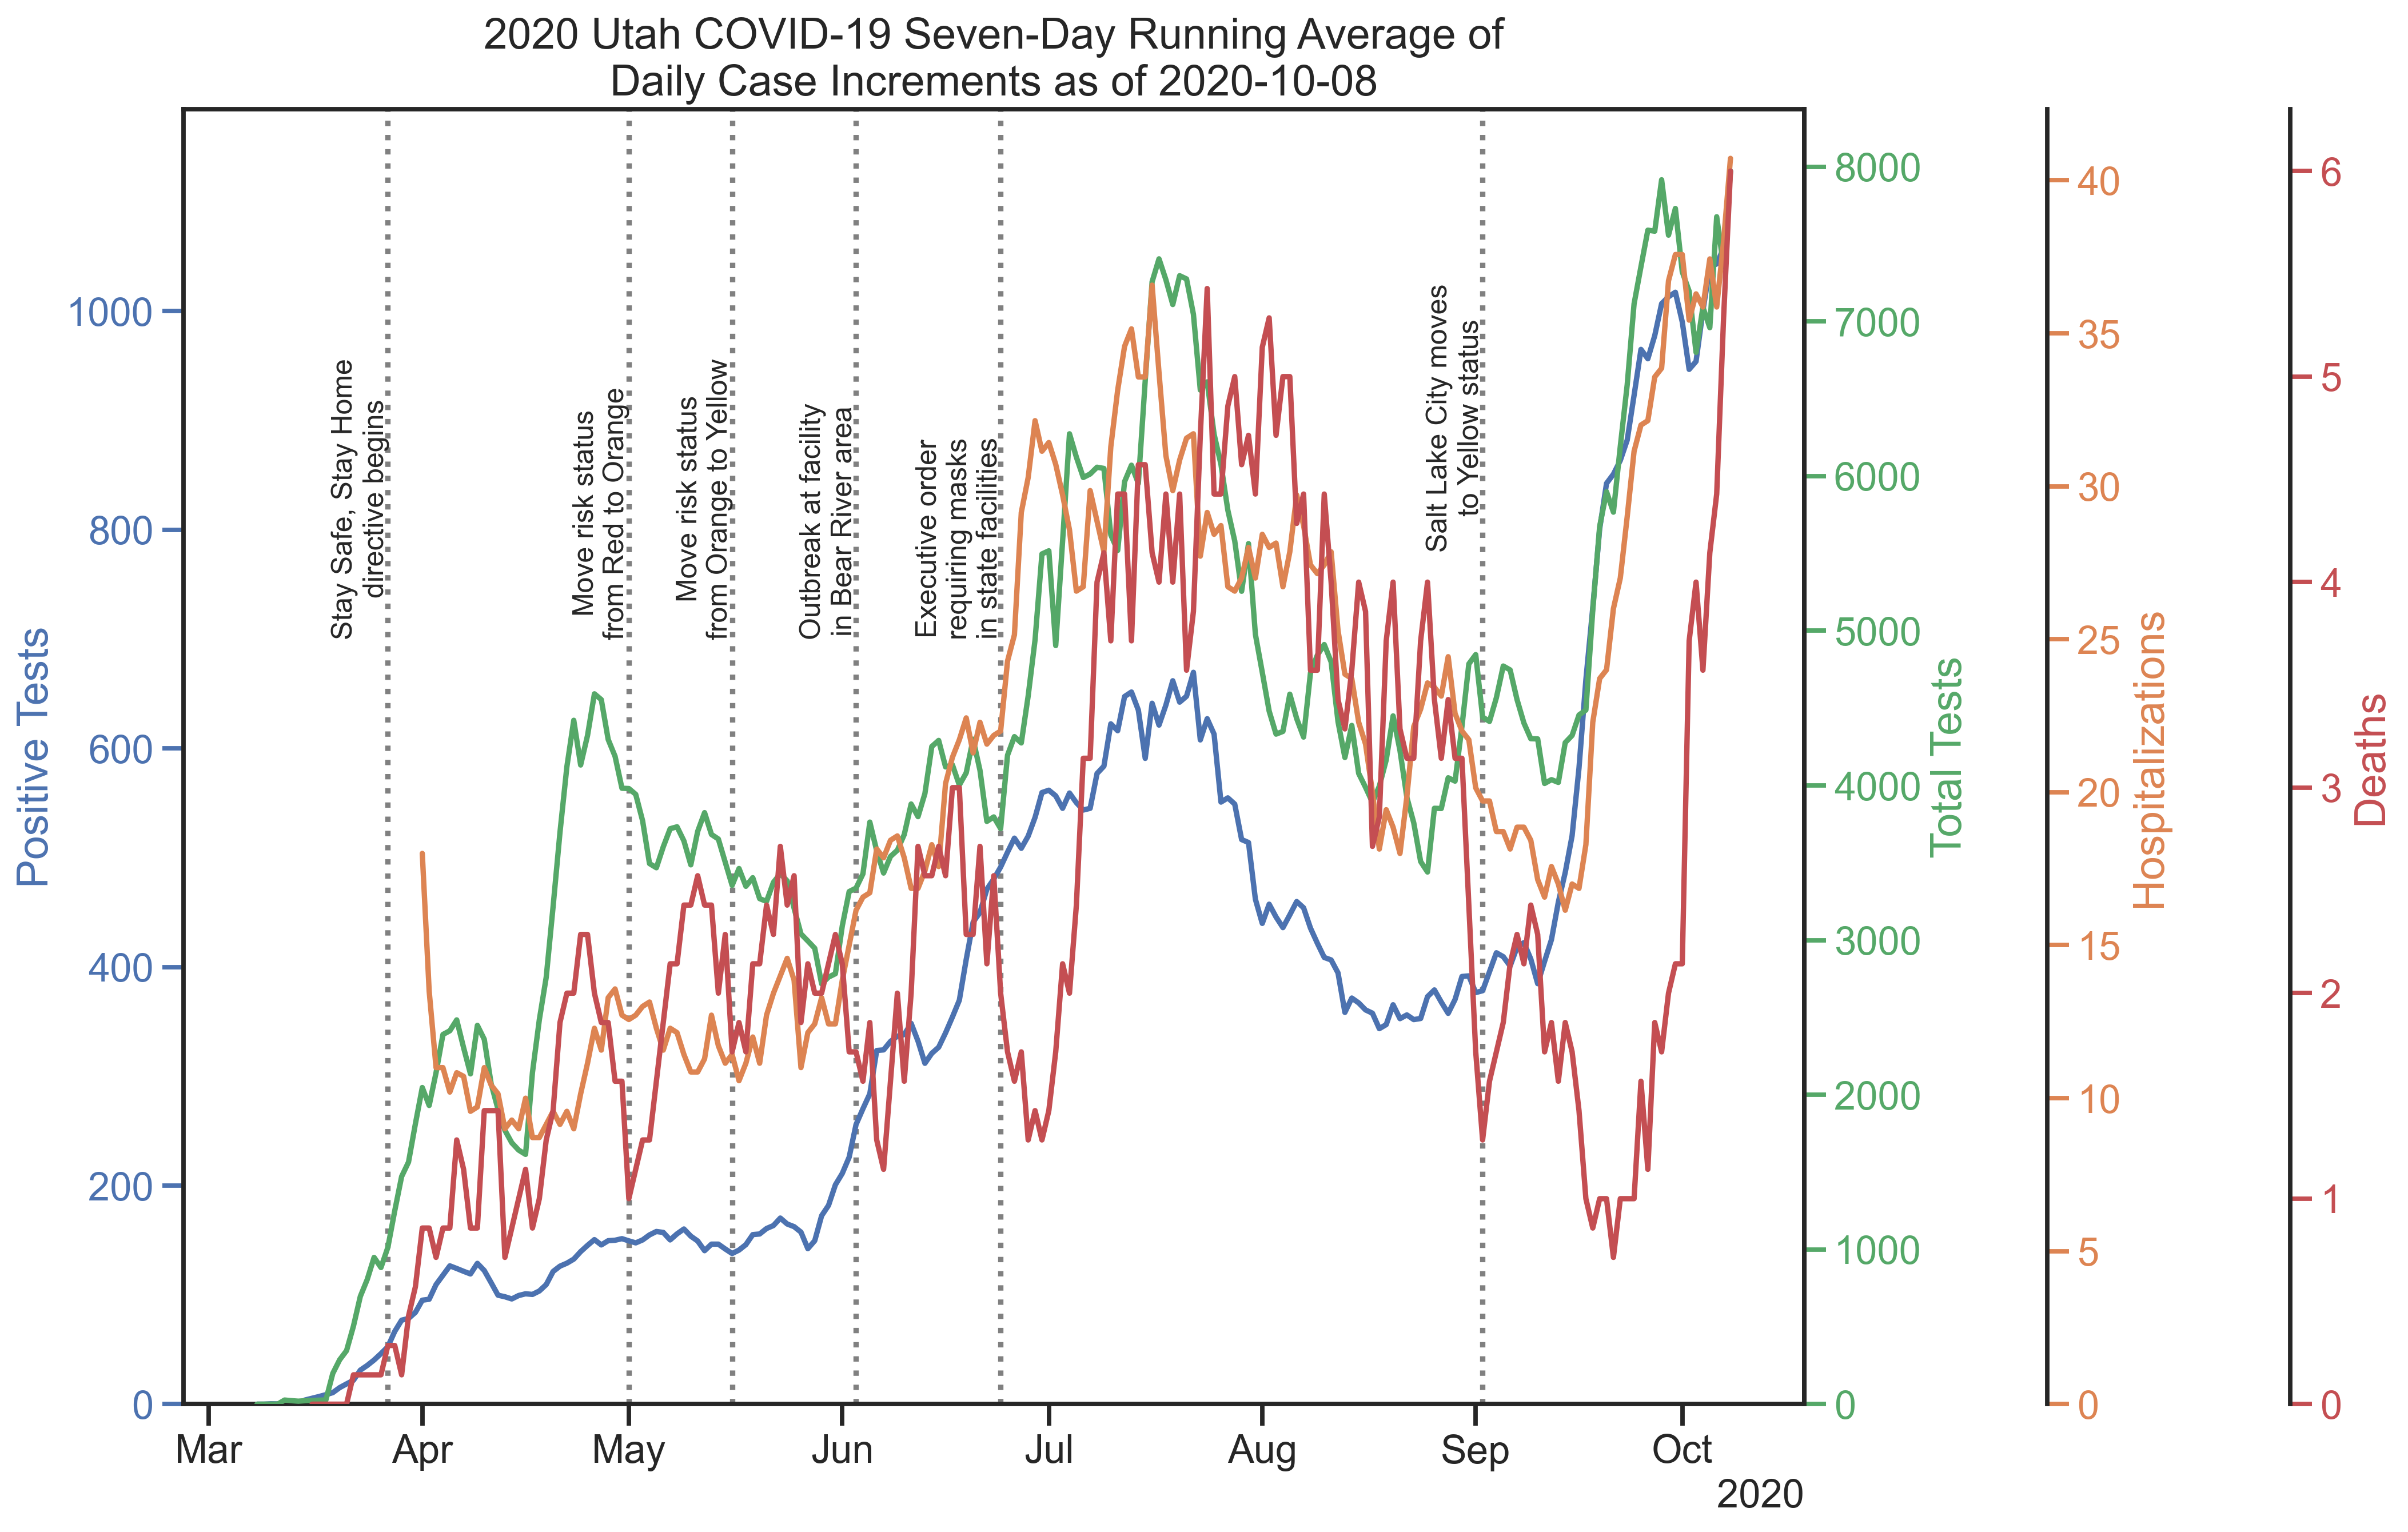 2020 Utah COVID-19 Seven-Day Running Average of
Daily Case Increments as of 2020-10-08
Positive Tests
1000
800
600
400
200
0
Stay Safe, Stay Home
directive begins
Move risk status
from Red to Orange
Move risk status
from Orange to Yellow
Outbreak at facility
in Bear River area
Executive order
requiring masks
in state facilities
Salt Lake City moves
to Yellow status
8000
7000
6000
5000
4000
3000
2000
1000
0
Total Tests
40
35
30
25
20
15
10
5
0
Hospitalizations
6
5
4
3
2
1
0
Deaths
Mar
Apr
May
Jun
Jul
Aug
Sep
Oct
2020